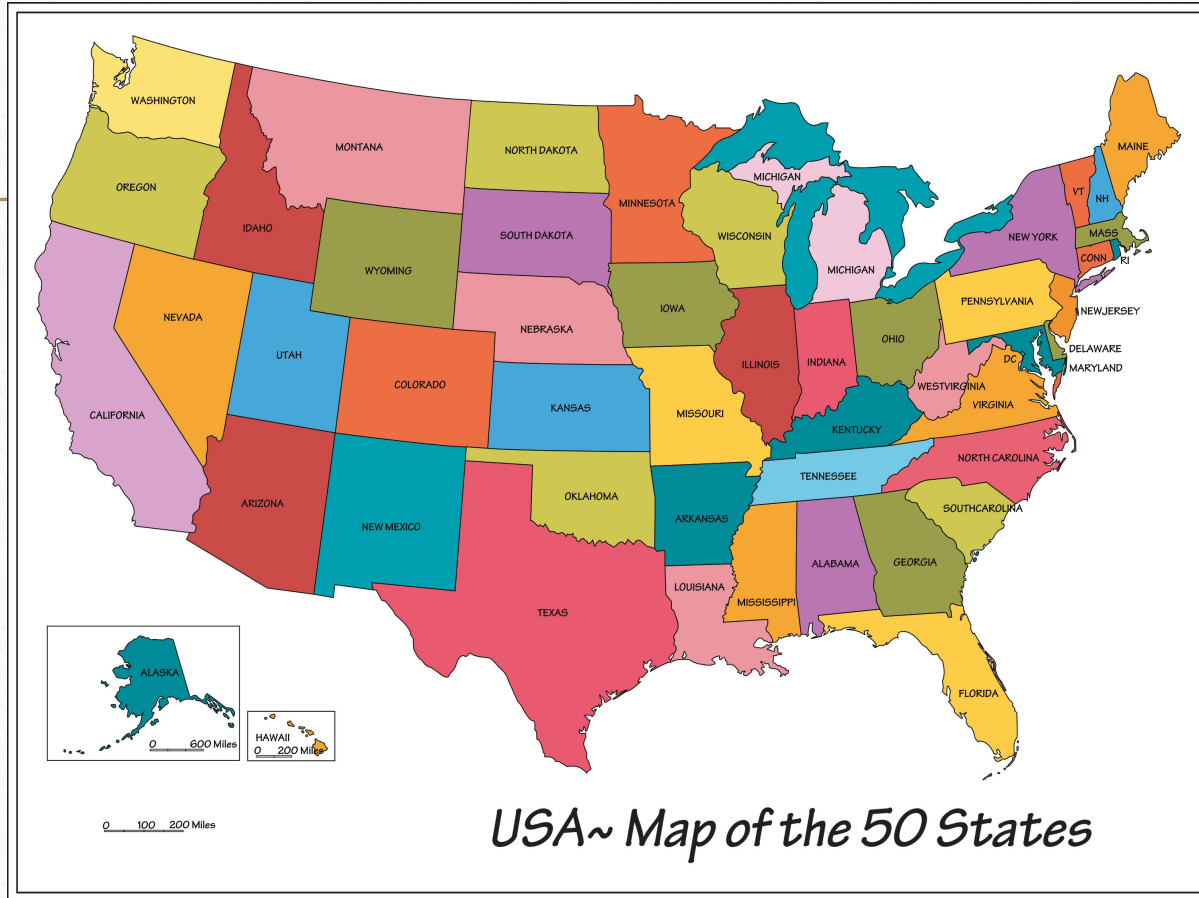 WASHINGTON
OREGON
IDAHO
MONTANA
NORTH DAKOTA
MINNESOTA
SOUTH DAKOTA
WYOMING
WISCONSIN
MICHIGAN
MICHIGAN
MAINE
VT
NH
NEW YORK
MASS
CONN
RI
NEVADA
UTAH
CALIFORNIA
COLORADO
NEBRASKA
IOWA
KANSAS
MISSOURI
ILLINOIS
INDIANA
OHIO
PENNSYLVANIA
NEWJERSEY
DELAWARE
MARYLAND
DC
WESTVIRGINIA
VIRGINIA
KENTUCKY
TENNESSEE
NORTH CAROLINA
SOUTHCAROLINA
ARIZONA
NEW MEXICO
OKLAHOMA
ARKANSAS
TEXAS
LOUISIANA
MISSISSIPPI
ALABAMA
GEORGIA
FLORIDA
ALASKA
0 600 Miles
HAWAII
0 200 Miles
0 100 200 Miles
USA~ Map of the 50 States